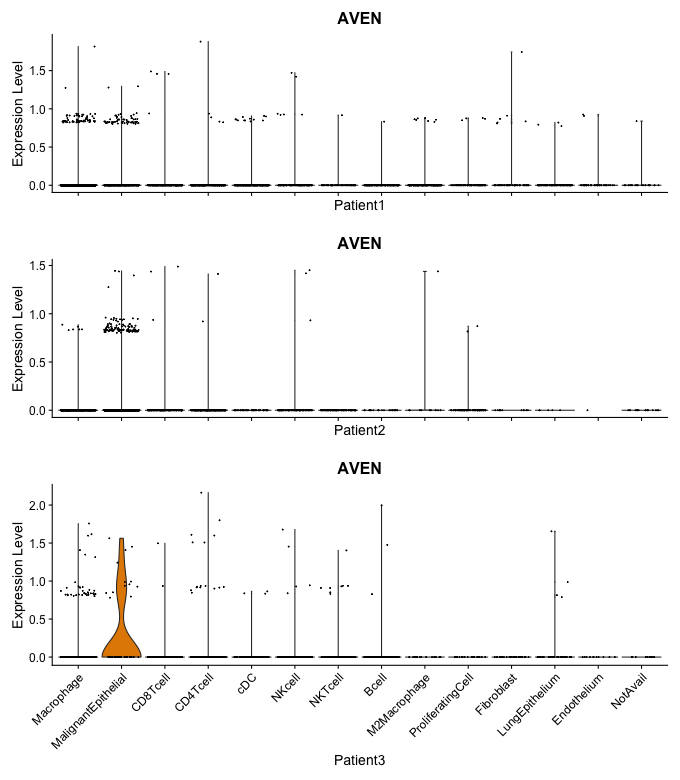 AVEN
Expression Level
1.5
1.0
0.5
0.0
Patient1
AVEN
Expression Level
1.5
1.0
0.5
0.0
Patient2
AVEN
Expression Level
2.0
1.5
1.0
0.5
0.0
Macrophage
MalignantEpithelial
CD8Tcell
CD4Tcell
cDC
NKcell
NKTcell
Bcell
M2Macrophage
ProliferatingCell
Fibroblast
LungEpithelium
Endothelium
NotAvail
Patient3